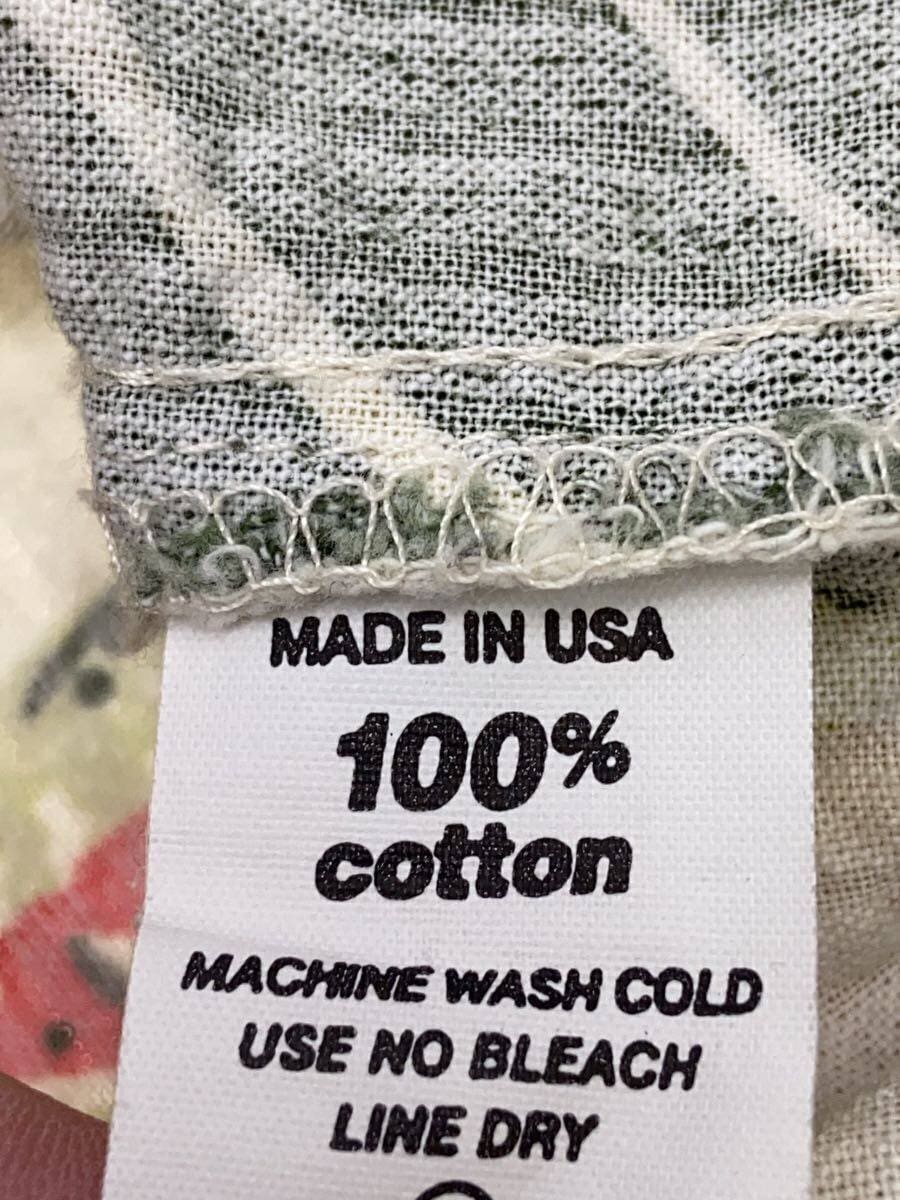 MADE IN USA
100%
cotton
MACHINE WASH COLD
USE NO BLEACH
LINE DRY